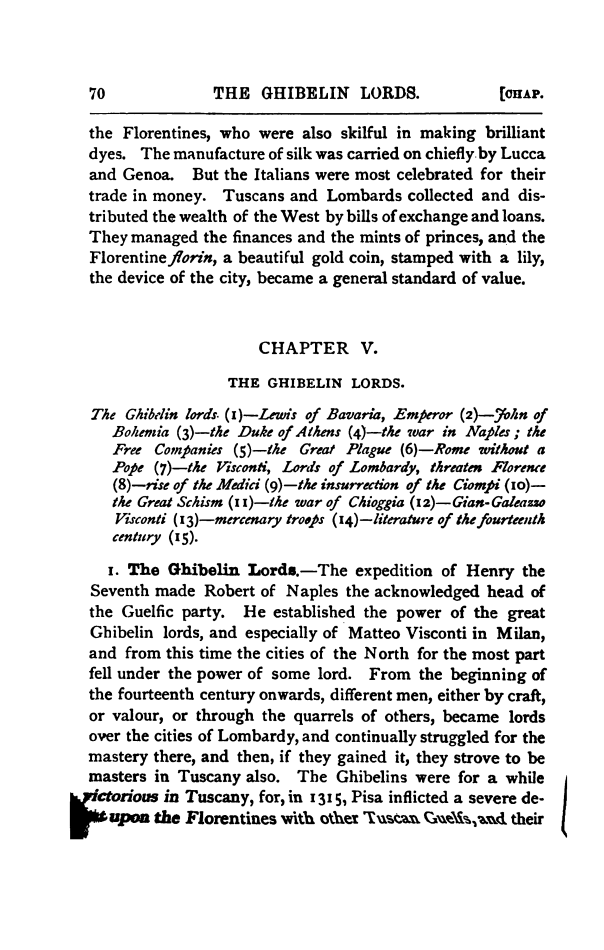 70 THE GHIBELIN LORDS. [CHAP.
the Florentines, who were also skilful in making brilliant
dyes. The manufacture of silk was carried on chiefly by Lucca
and Genoa. But the Italians were most celebrated for their
trade in money. Tuscans and Lombards collected and dis-
tributed the wealth of the West by bills of exchange and loans.
They managed the finances and the mints of princes, and the
Florentine florin, a beautiful gold coin, stamped with a lily,
the device of the city, became a general standard of value.
CHAPTER V.
THE GHIBELIN LORDS.
The Ghibelin lords. (1)—Lewis of Bavaria, Emperor (2)—John of
Bohemia (3)—the Duke of Athens (4)—the war in Naples ; the
Free Companies (5)—the Great Plague (6)—Rome without a
Pope (7)—the Visconti, Lords of Lombardy, threaten Florence
(8)—rise of the Medici (9)—the insurrection of the Ciompi (10)—
the Great Schism (11)—the war of Chioggia (12)—Gian-Galeazzo
Visconti (13)—mercenary troops (14)—literature of the fourteenth
century (15).
1. The Ghibelin Lords.—The expedition of Henry the
Seventh made Robert of Naples the acknowledged head of
the Guelfic party. He established the power of the great
Ghibelin lords, and especially of Matteo Visconti in Milan,
and from this time the cities of the North for the most part
fell under the power of some lord. From the beginning of
the fourteenth century onwards, different men, either by craft,
or valour, or through the quarrels of others, became lords
over the cities of Lombardy, and continually struggled for the
mastery there, and then, if they gained it, they strove to be
masters in Tuscany also. The Ghibelins were for a while
victorious in Tuscany, for, in 1315, Pisa inflicted a severe de-
upon the Florentines with other Tuscan Guelfs, and their